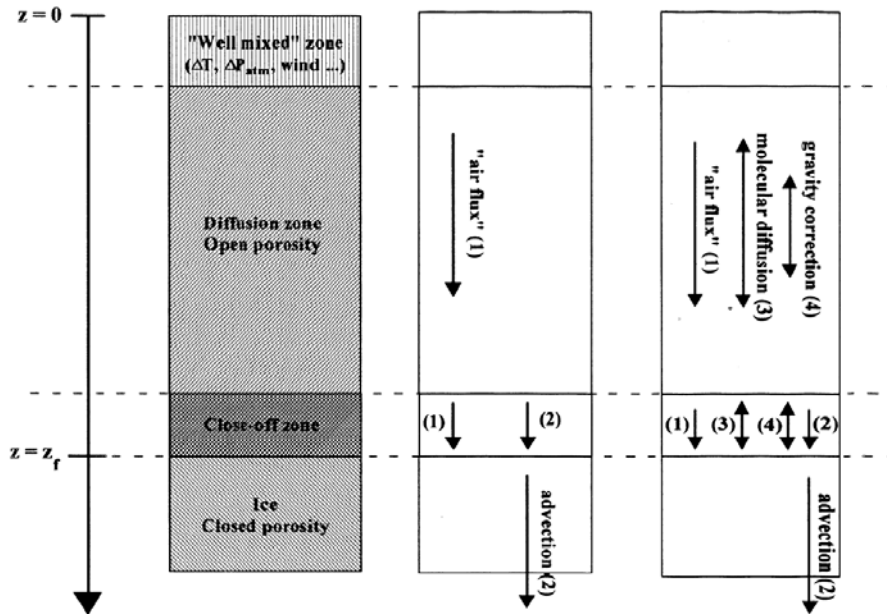 z = 0
"Well mixed" zone
(ΔT, ΔP_atm, wind ...)
Diffusion zone
Open porosity
Close-off zone
z = z_f
Ice
Closed porosity
"air flux" (1)
(1)
(2)
advection (2)
"air flux" (1)
molecular diffusion (3)
gravity correction (4)
(1)
(3)
(4)
(2)
advection (2)